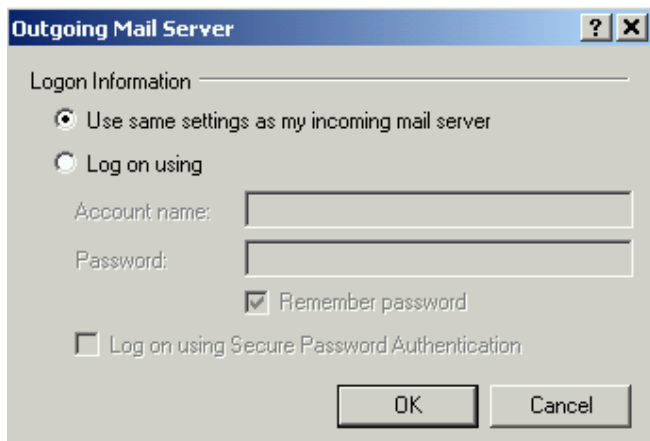 Outgoing Mail Server
Logon Information
Use same settings as my incoming mail server
Log on using
Account name:
Password:
Remember password
Log on using Secure Password Authentication
OK Cancel